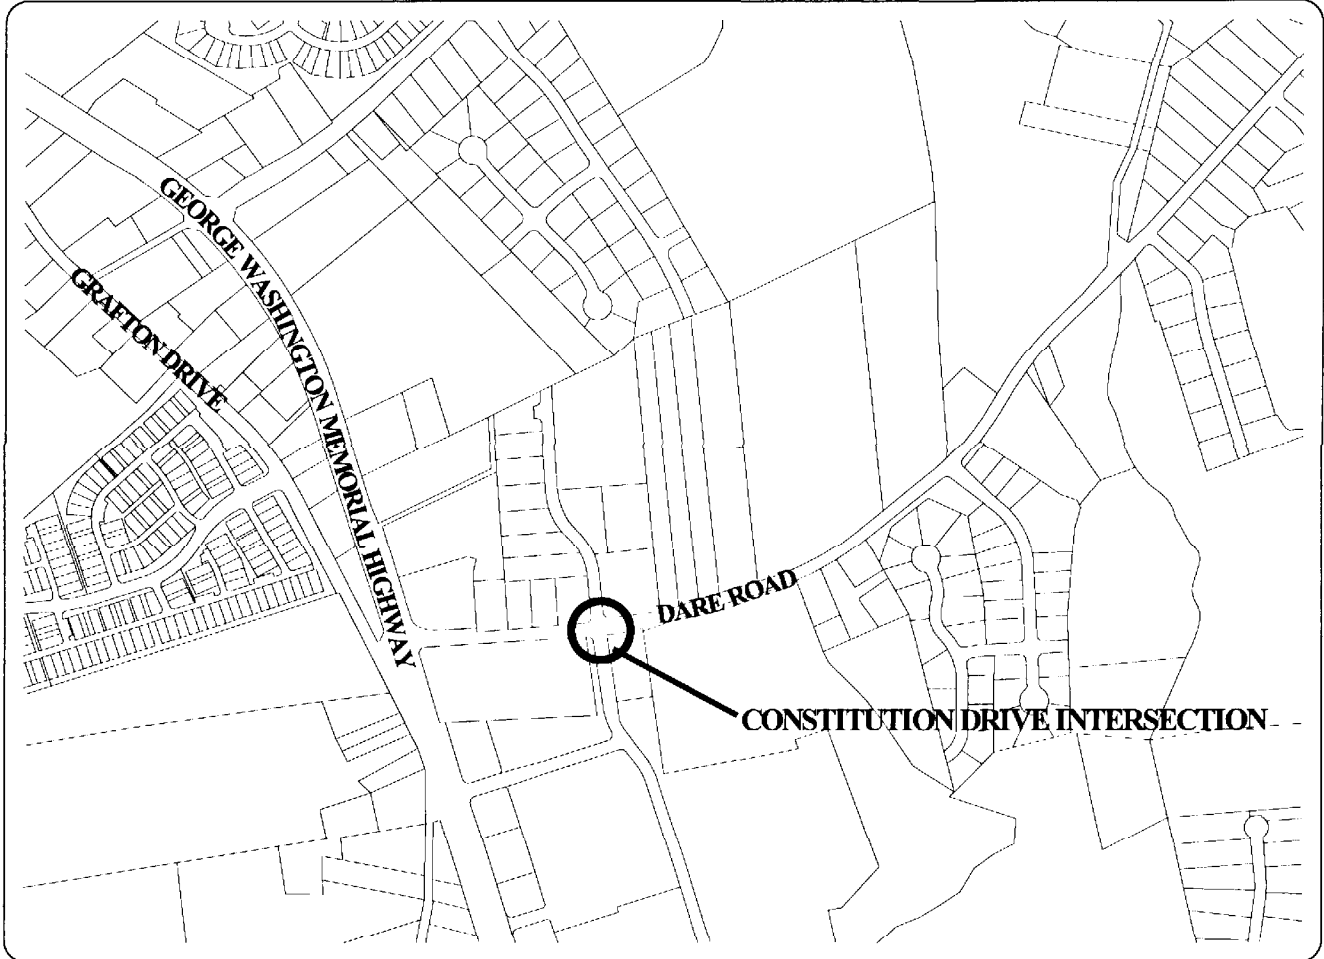 GEORGE WASHINGTON MEMORIAL HIGHWAY
GRAFTON DRIVE
DARE ROAD
CONSTITUTION DRIVE INTERSECTION